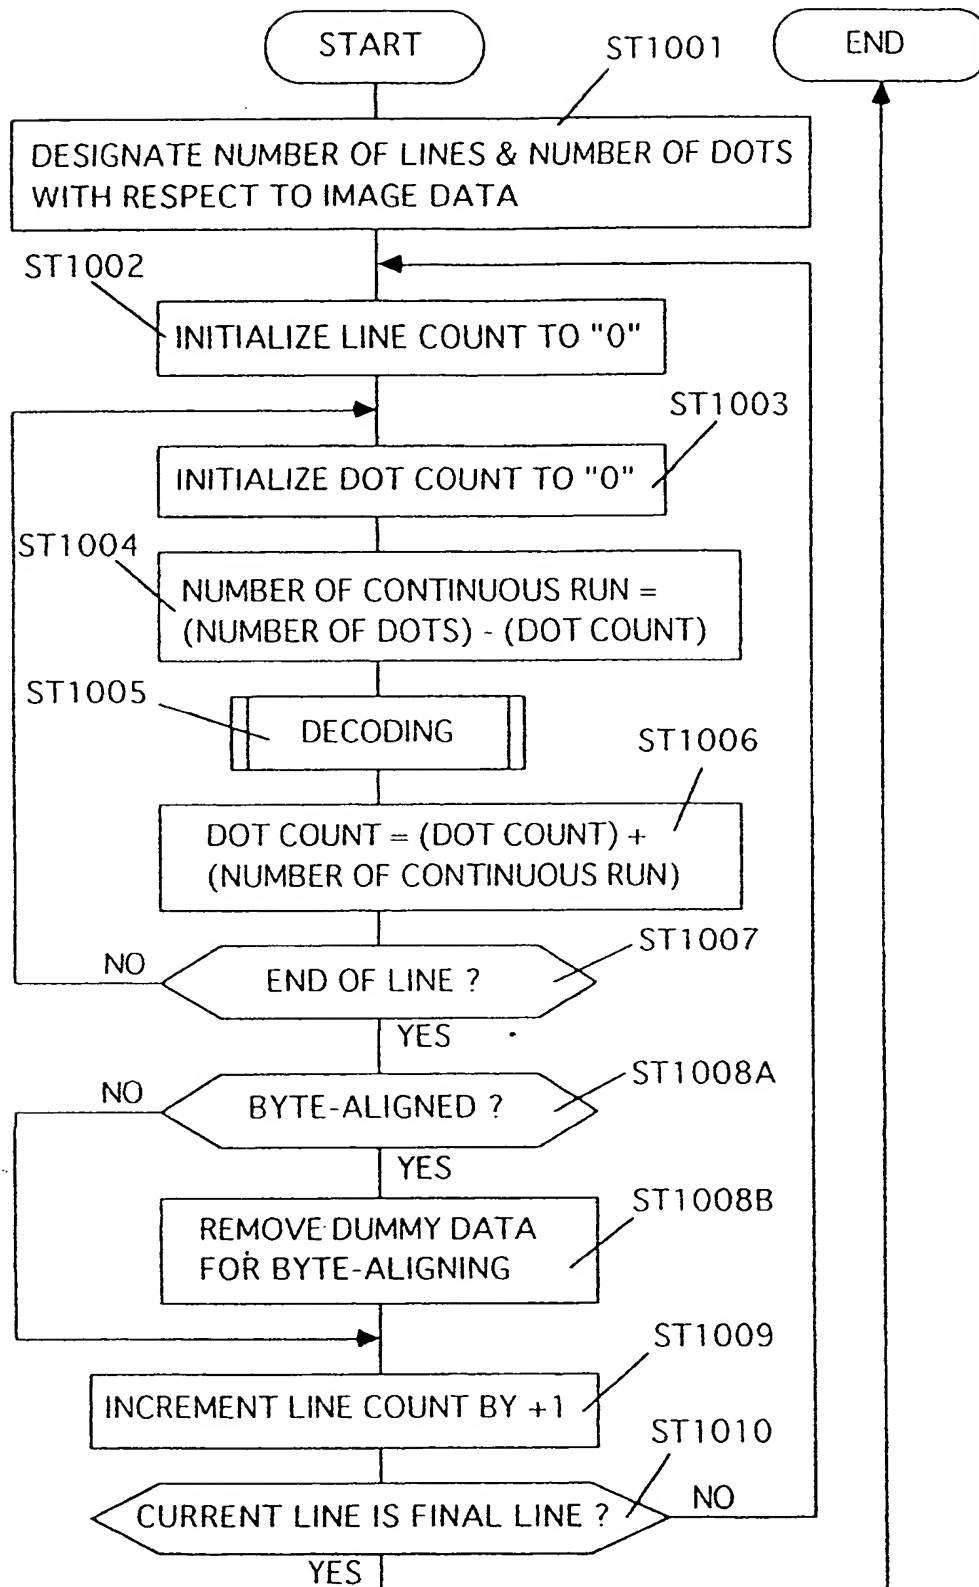 START
END
ST1001
DESIGNATE NUMBER OF LINES & NUMBER OF DOTS
WITH RESPECT TO IMAGE DATA
ST1002
INITIALIZE LINE COUNT TO "0"
ST1003
INITIALIZE DOT COUNT TO "0"
ST1004
NUMBER OF CONTINUOUS RUN =
(NUMBER OF DOTS) - (DOT COUNT)
ST1005
DECODING
ST1006
DOT COUNT = (DOT COUNT) +
(NUMBER OF CONTINUOUS RUN)
ST1007
NO
END OF LINE ?
YES
ST1008A
NO
BYTE-ALIGNED ?
YES
ST1008B
REMOVE DUMMY DATA
FOR BYTE-ALIGNING
ST1009
INCREMENT LINE COUNT BY +1
ST1010
CURRENT LINE IS FINAL LINE ?
NO
YES